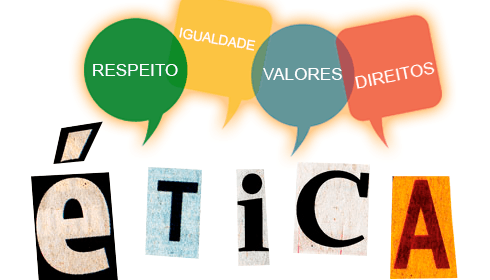 RESPEITO
IGUALDADE
VALORES
DIREITOS
éTiCA